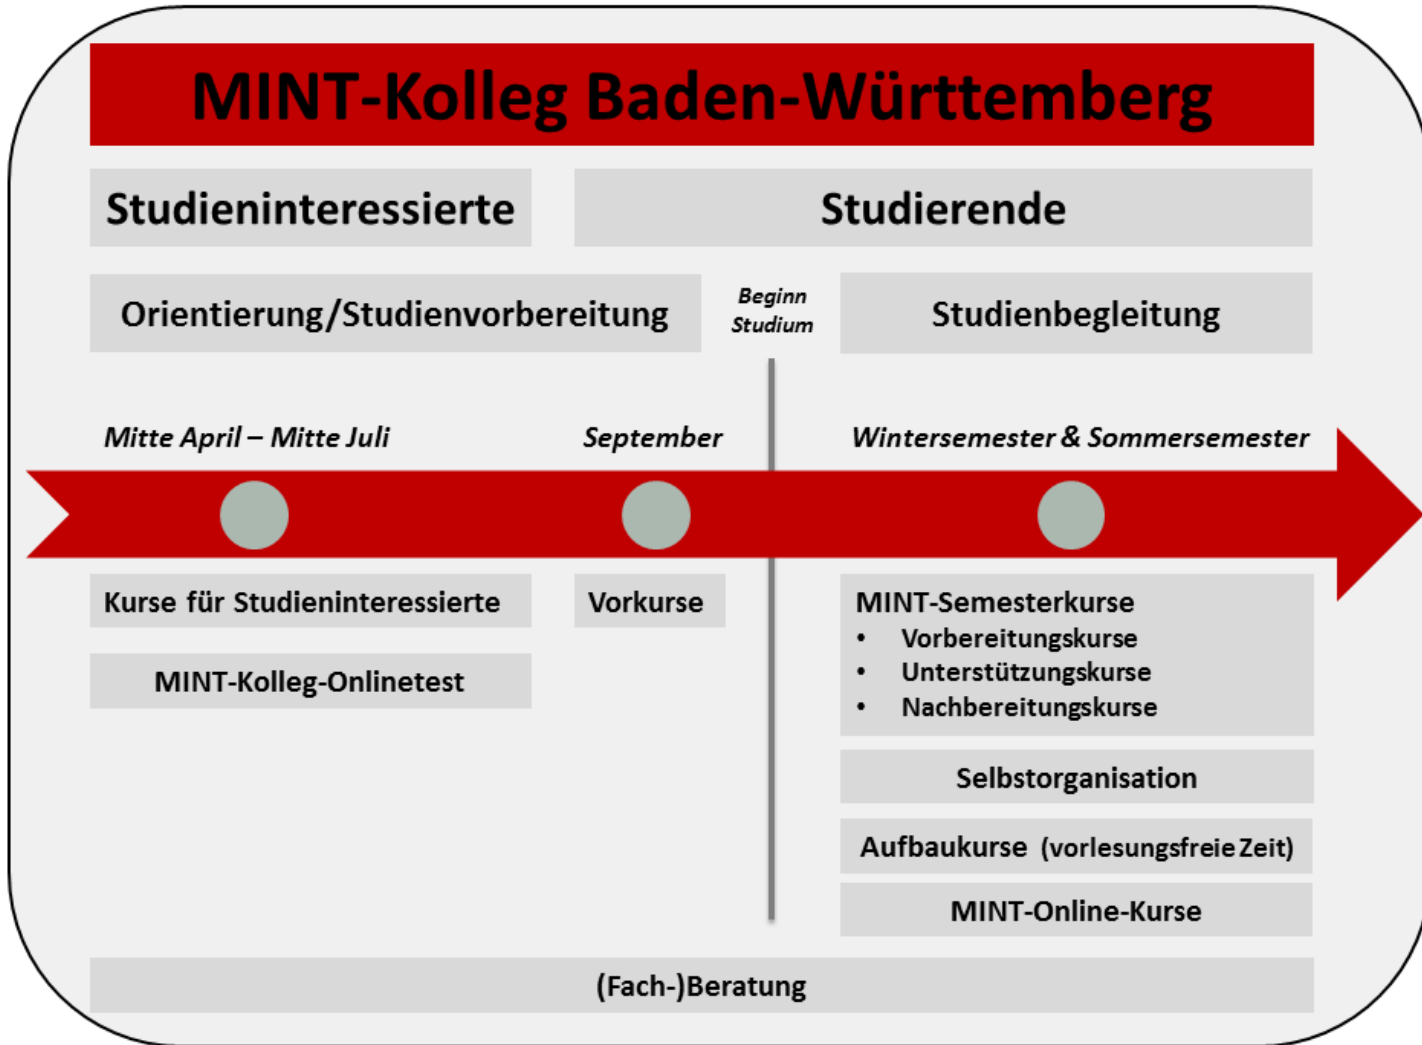 MINT-Kolleg Baden-Württemberg
Studieninteressierte
Studierende
Orientierung/Studienvorbereitung
Beginn
Studium
Studienbegleitung
Mitte April – Mitte Juli
September
Wintersemester & Sommersemester
Kurse für Studieninteressierte
MINT-Kolleg-Onlinetest
Vorkurse
MINT-Semesterkurse
• Vorbereitungskurse
• Unterstützungskurse
• Nachbereitungskurse
Selbstorganisation
Aufbaukurse (vorlesungsfreie Zeit)
MINT-Online-Kurse
(Fach-)Beratung